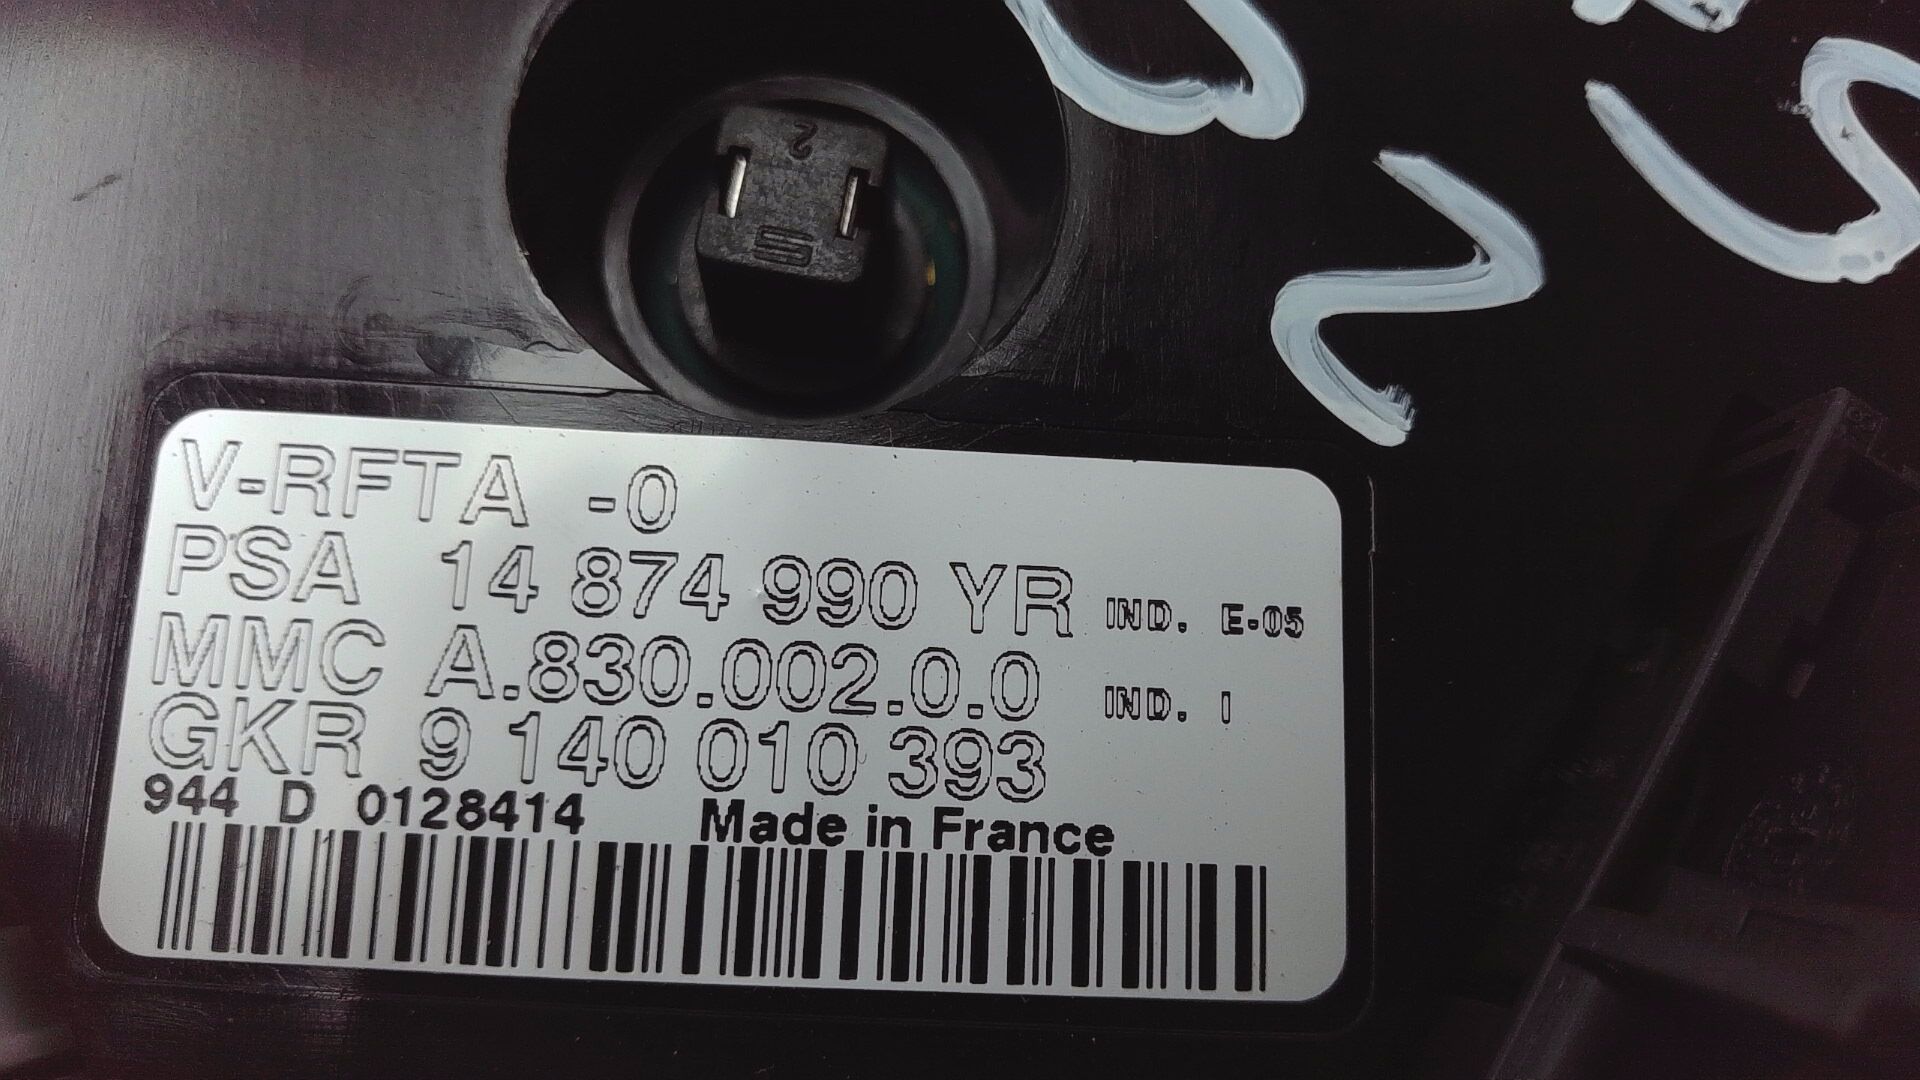 2
S
V-RFTA -0
PSA 14 874 990 YR IND. E-05
MMC A.830.002.0.0 IND. I
GKR 9 140 010 393
944 D 0128414 Made in France